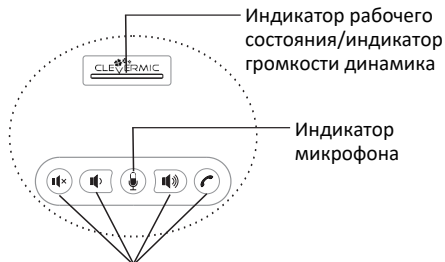 Индикатор рабочего
состояния/индикатор
громкости динамика
CLEVERMIC
Индикатор
микрофона